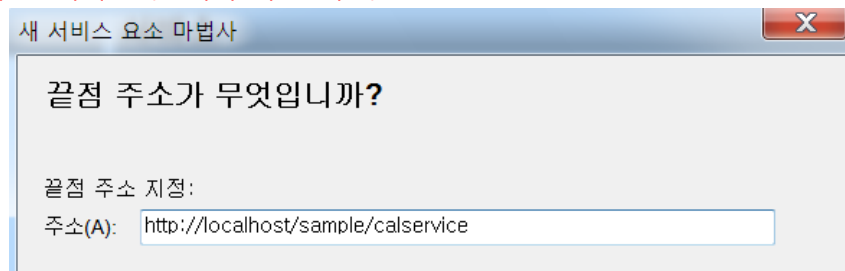 새 서비스 요소 마법사
끝점 주소가 무엇입니까?
끝점 주소 지정:
주소(A): http://localhost/sample/calservice